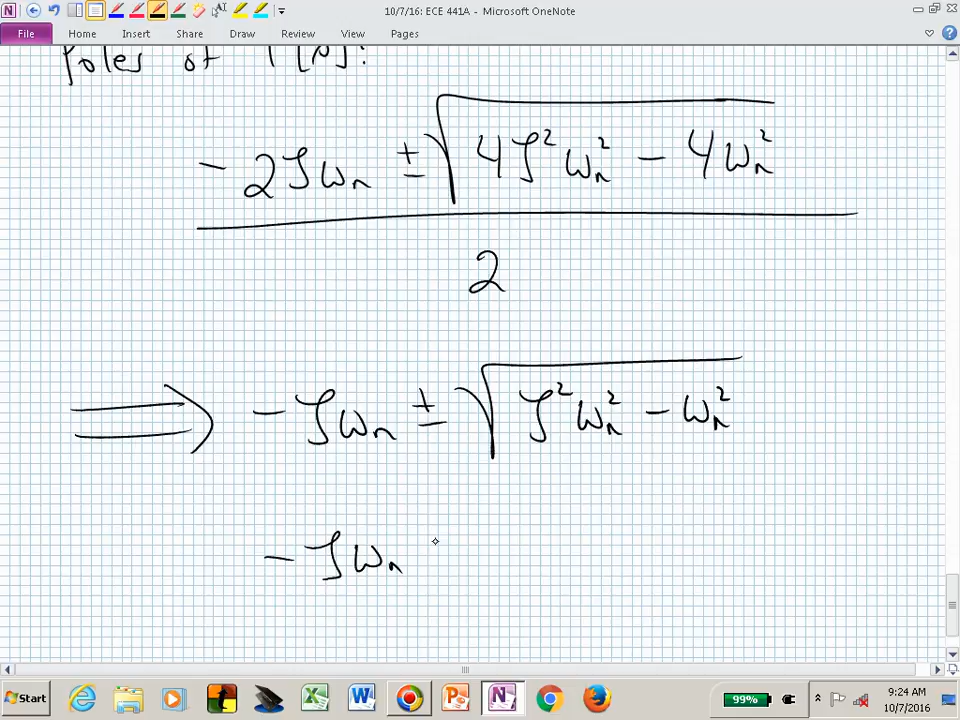 10/7/16: ECE 441A - Microsoft OneNote
File Home Insert Share Draw Review View Pages
Poles of T(s):
-2ζωₙ ± √(4ζ²ωₙ² - 4ωₙ²)
2
⇒ -ζωₙ ± √(ζ²ωₙ² - ωₙ²)
-ζωₙ
Start 99% 9:24 AM
10/7/2016